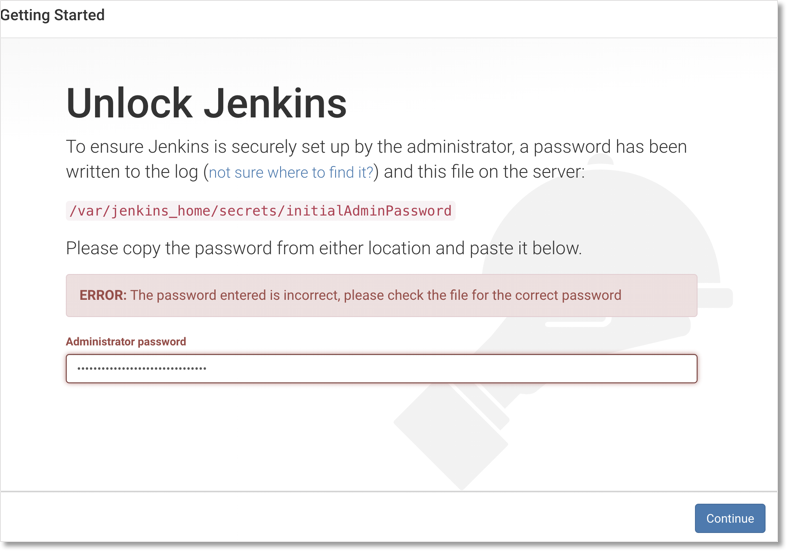 Getting Started
Unlock Jenkins
To ensure Jenkins is securely set up by the administrator, a password has been
written to the log (not sure where to find it?) and this file on the server:
/var/jenkins_home/secrets/initialAdminPassword
Please copy the password from either location and paste it below.
ERROR: The password entered is incorrect, please check the file for the correct password
Administrator password
••••••••••••••••••••••••••••••••
Continue